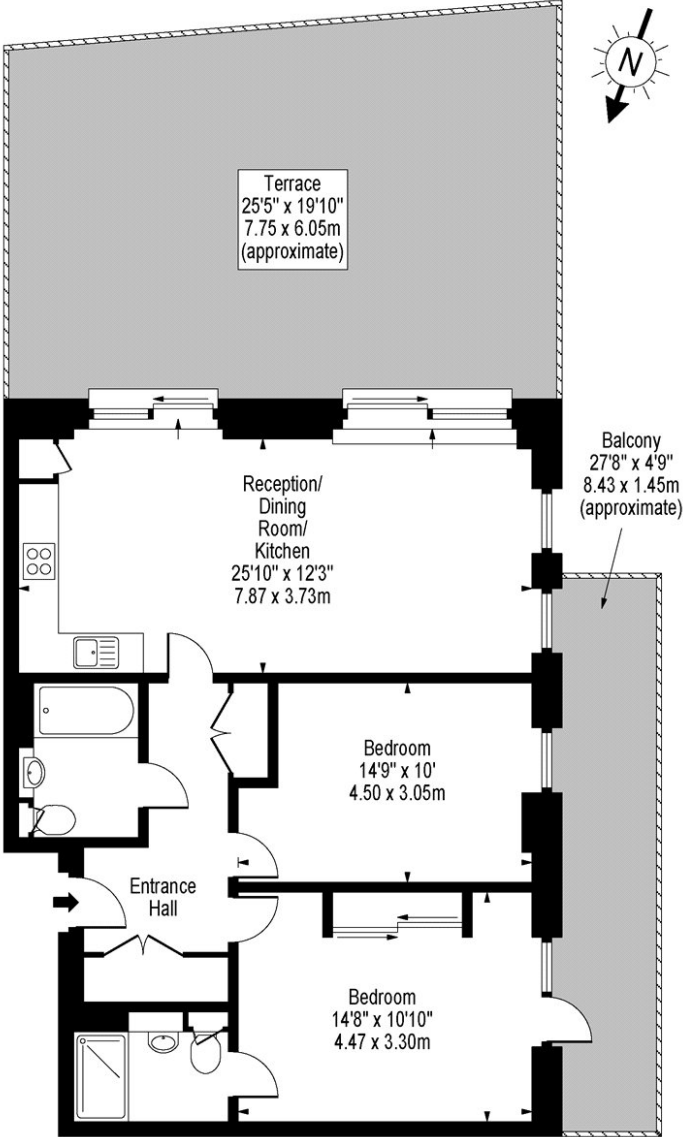 N
Terrace
25'5" x 19'10"
7.75 x 6.05m
(approximate)
Balcony
27'8" x 4'9"
8.43 x 1.45m
(approximate)
Reception/
Dining
Room/
Kitchen
25'10" x 12'3"
7.87 x 3.73m
Bedroom
14'9" x 10'
4.50 x 3.05m
Entrance
Hall
Bedroom
14'8" x 10'10"
4.47 x 3.30m